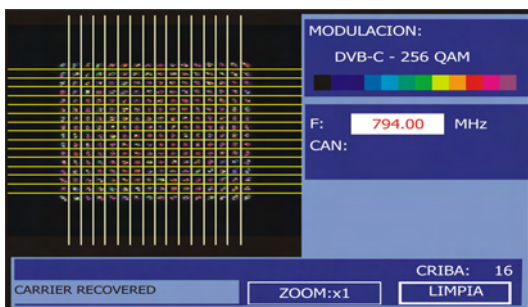 MODULACION:
DVB-C - 256 QAM
F: 794.00 MHz
CAN:
CRIBA: 16
CARRIER RECOVERED
ZOOM:x1
LIMPIA